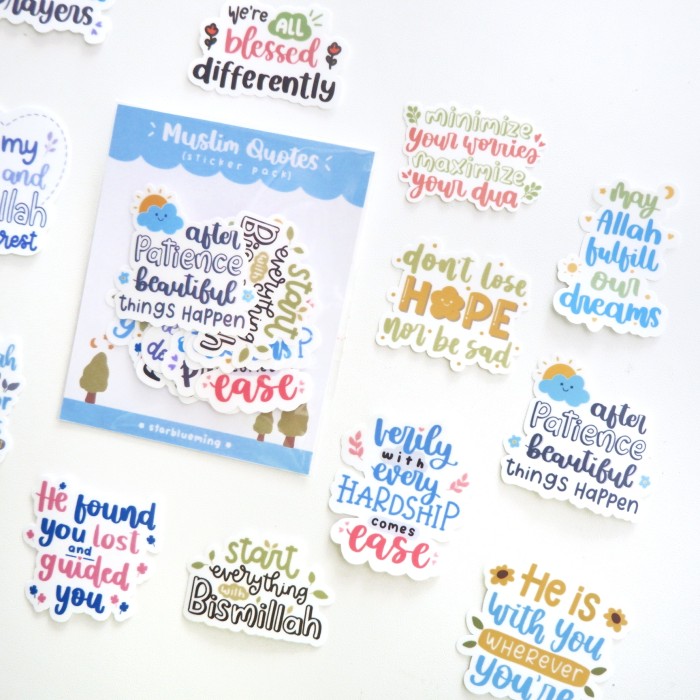 prayers
we're ALL
blessed
differently
my
and
llah
rest
Muslim Quotes
(sticker pack)
after
Patience
beautiful
things Happen
start
everything
with
Bis
ease
starblueming
minimize
your worries
maximize
your dua
May
Allah
fulfill
our
dreams
don't lose
HOPE
nor be sad
after
Patience
beautiful
things Happen
verily
with
every
HARDSHIP
comes
ease
He found
you lost
and
guided
you
start
everything
with
Bismillah
He is
with you
WHEREVER
you're